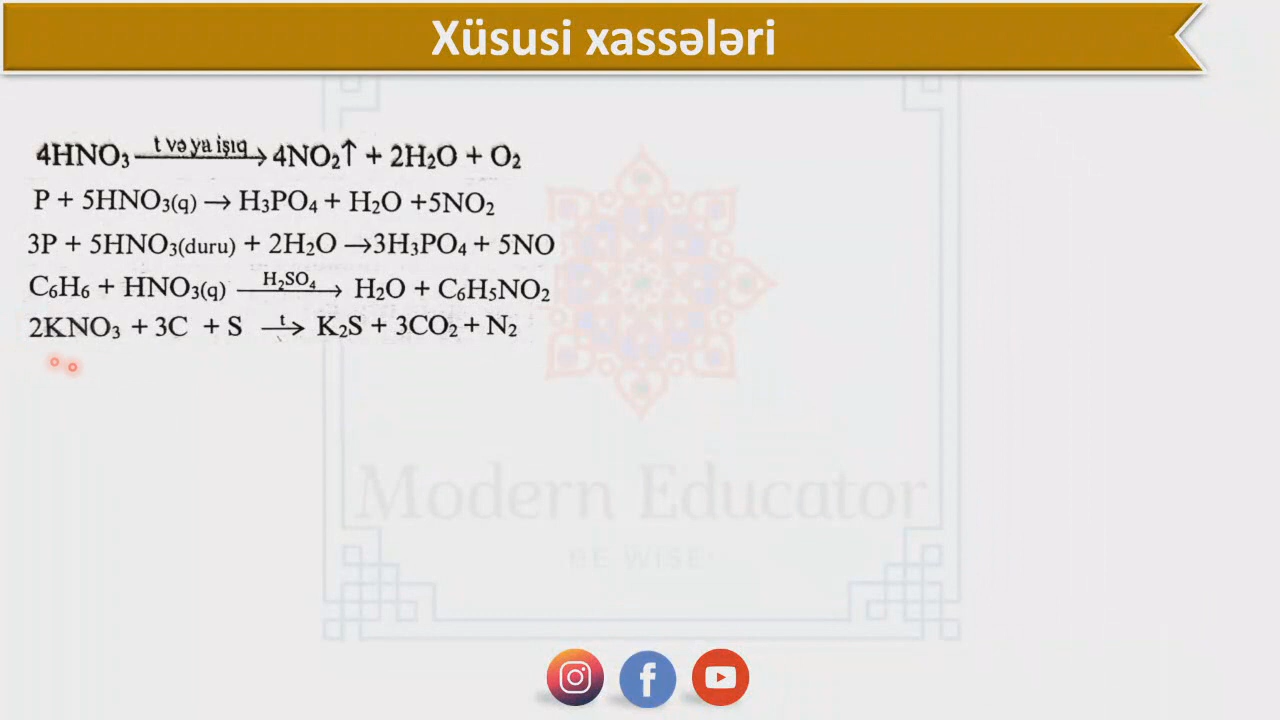 Xüsusi xassələri
4HNO₃ t və ya işıq → 4NO₂↑ + 2H₂O + O₂
P + 5HNO₃(q) → H₃PO₄ + H₂O +5NO₂
3P + 5HNO₃(duru) + 2H₂O →3H₃PO₄ + 5NO
C₆H₆ + HNO₃(q) H₂SO₄ → H₂O + C₆H₅NO₂
2KNO₃ + 3C + S t → K₂S + 3CO₂ + N₂
Modern Educator
BE WISE